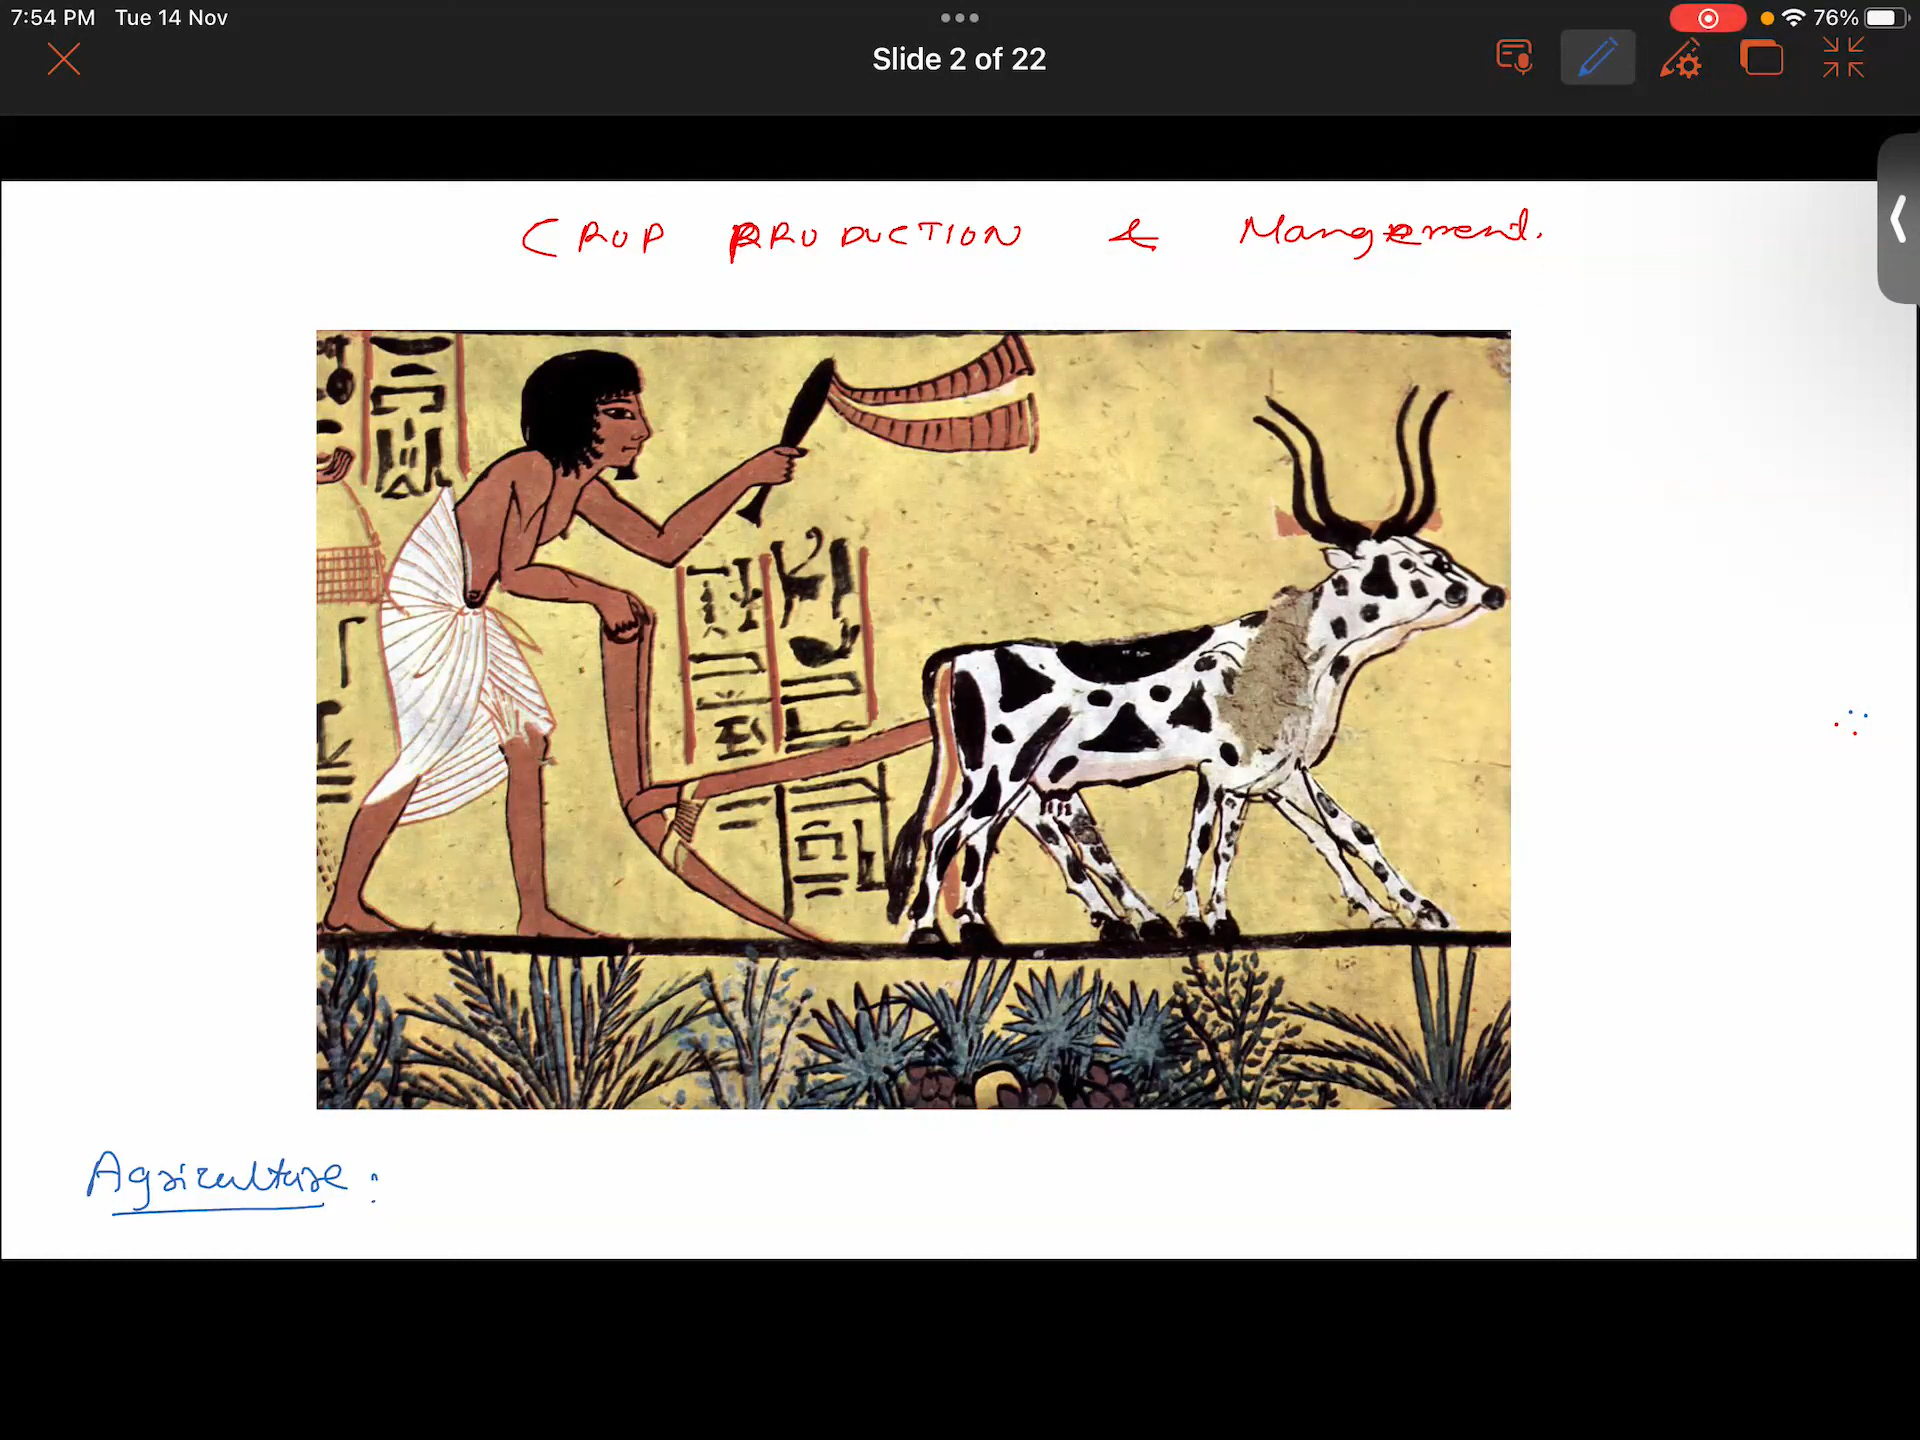 7:54 PM Tue 14 Nov
76%
Slide 2 of 22
CROP PRODUCTION & Mangement.
Agriculture :